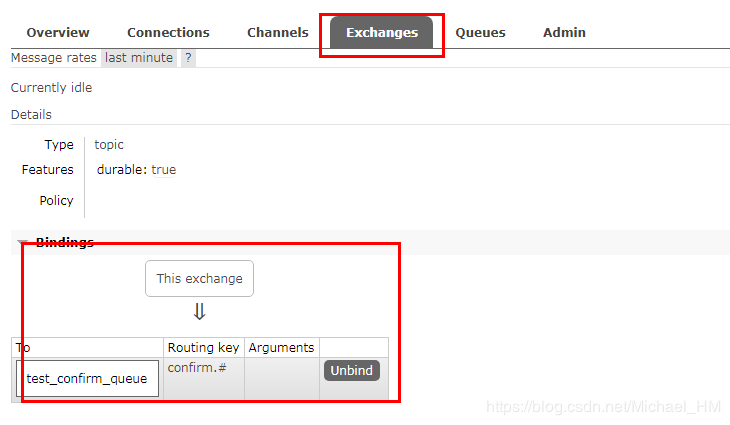 Overview Connections Channels Exchanges Queues Admin
Message rates last minute ?
Currently idle
Details
Type topic
Features durable: true
Policy
Bindings
This exchange
⇓
To Routing key Arguments
test_confirm_queue confirm.# Unbind
https://blog.csdn.net/Michael_HM